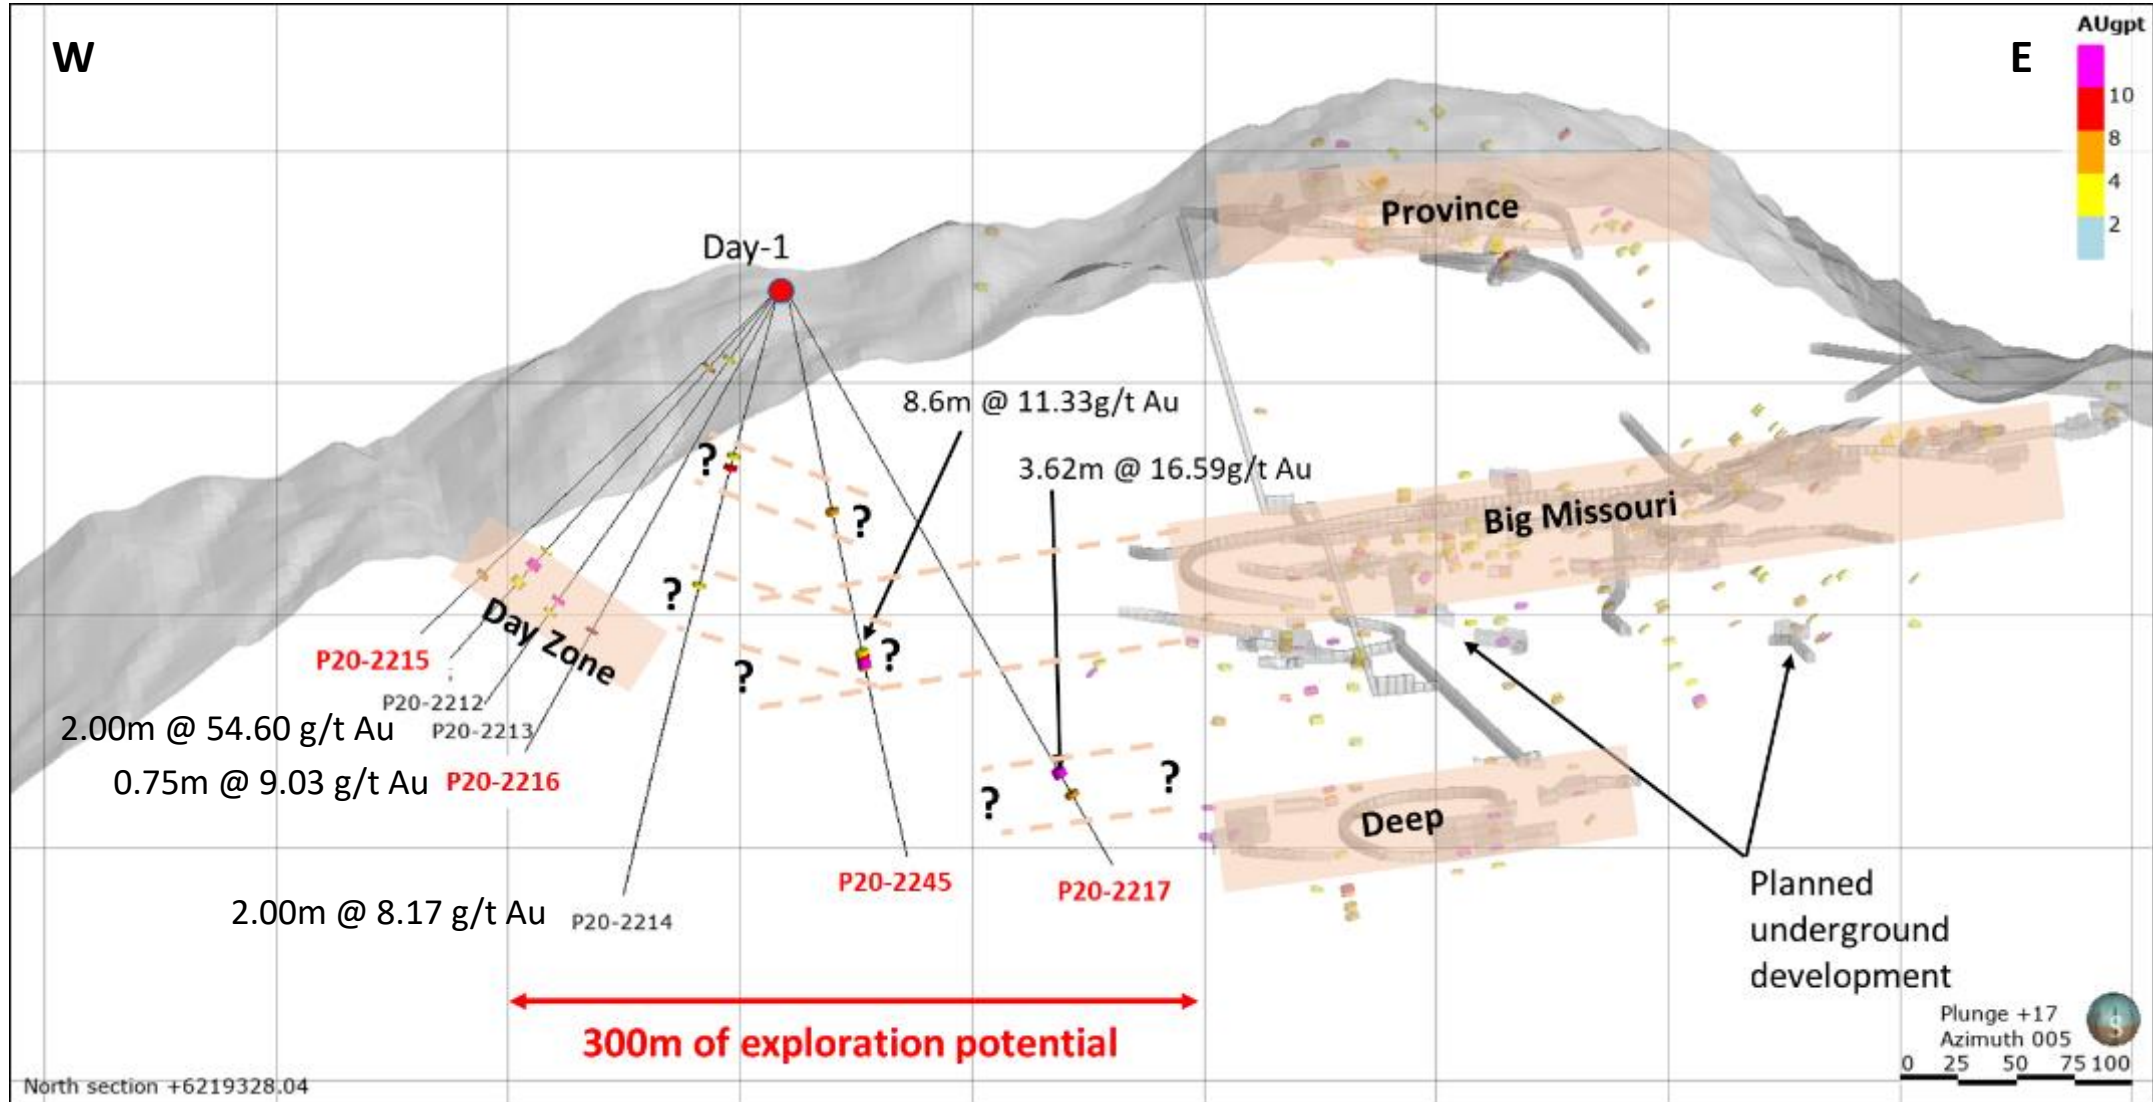 W
E
AUgpt
10
8
4
2
Province
Day-1
8.6m @ 11.33g/t Au
?
3.62m @ 16.59g/t Au
Big Missouri
?
?
Day Zone
P20-2215
?
?
P20-2212
2.00m @ 54.60 g/t Au
P20-2213
0.75m @ 9.03 g/t Au
P20-2216
?
?
Deep
P20-2245
P20-2217
Planned
underground
development
2.00m @ 8.17 g/t Au
P20-2214
300m of exploration potential
Plunge +17
Azimuth 005
S
0 25 50 75 100
North section +6219328.04